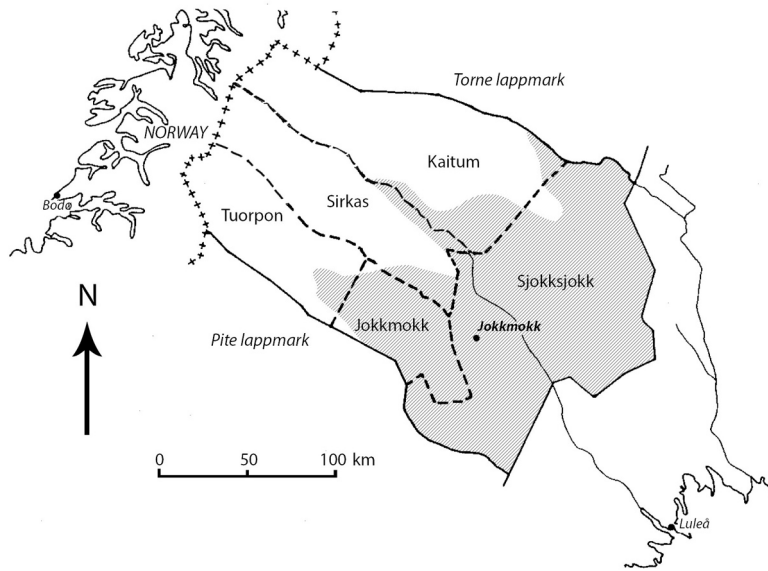 Torne lappmark
NORWAY
Kaitum
Sirkas
Bodø
Tuorpon
Sjokksjokk
N
Jokkmokk
Jokkmokk
Pite lappmark
0 50 100 km
Luleå